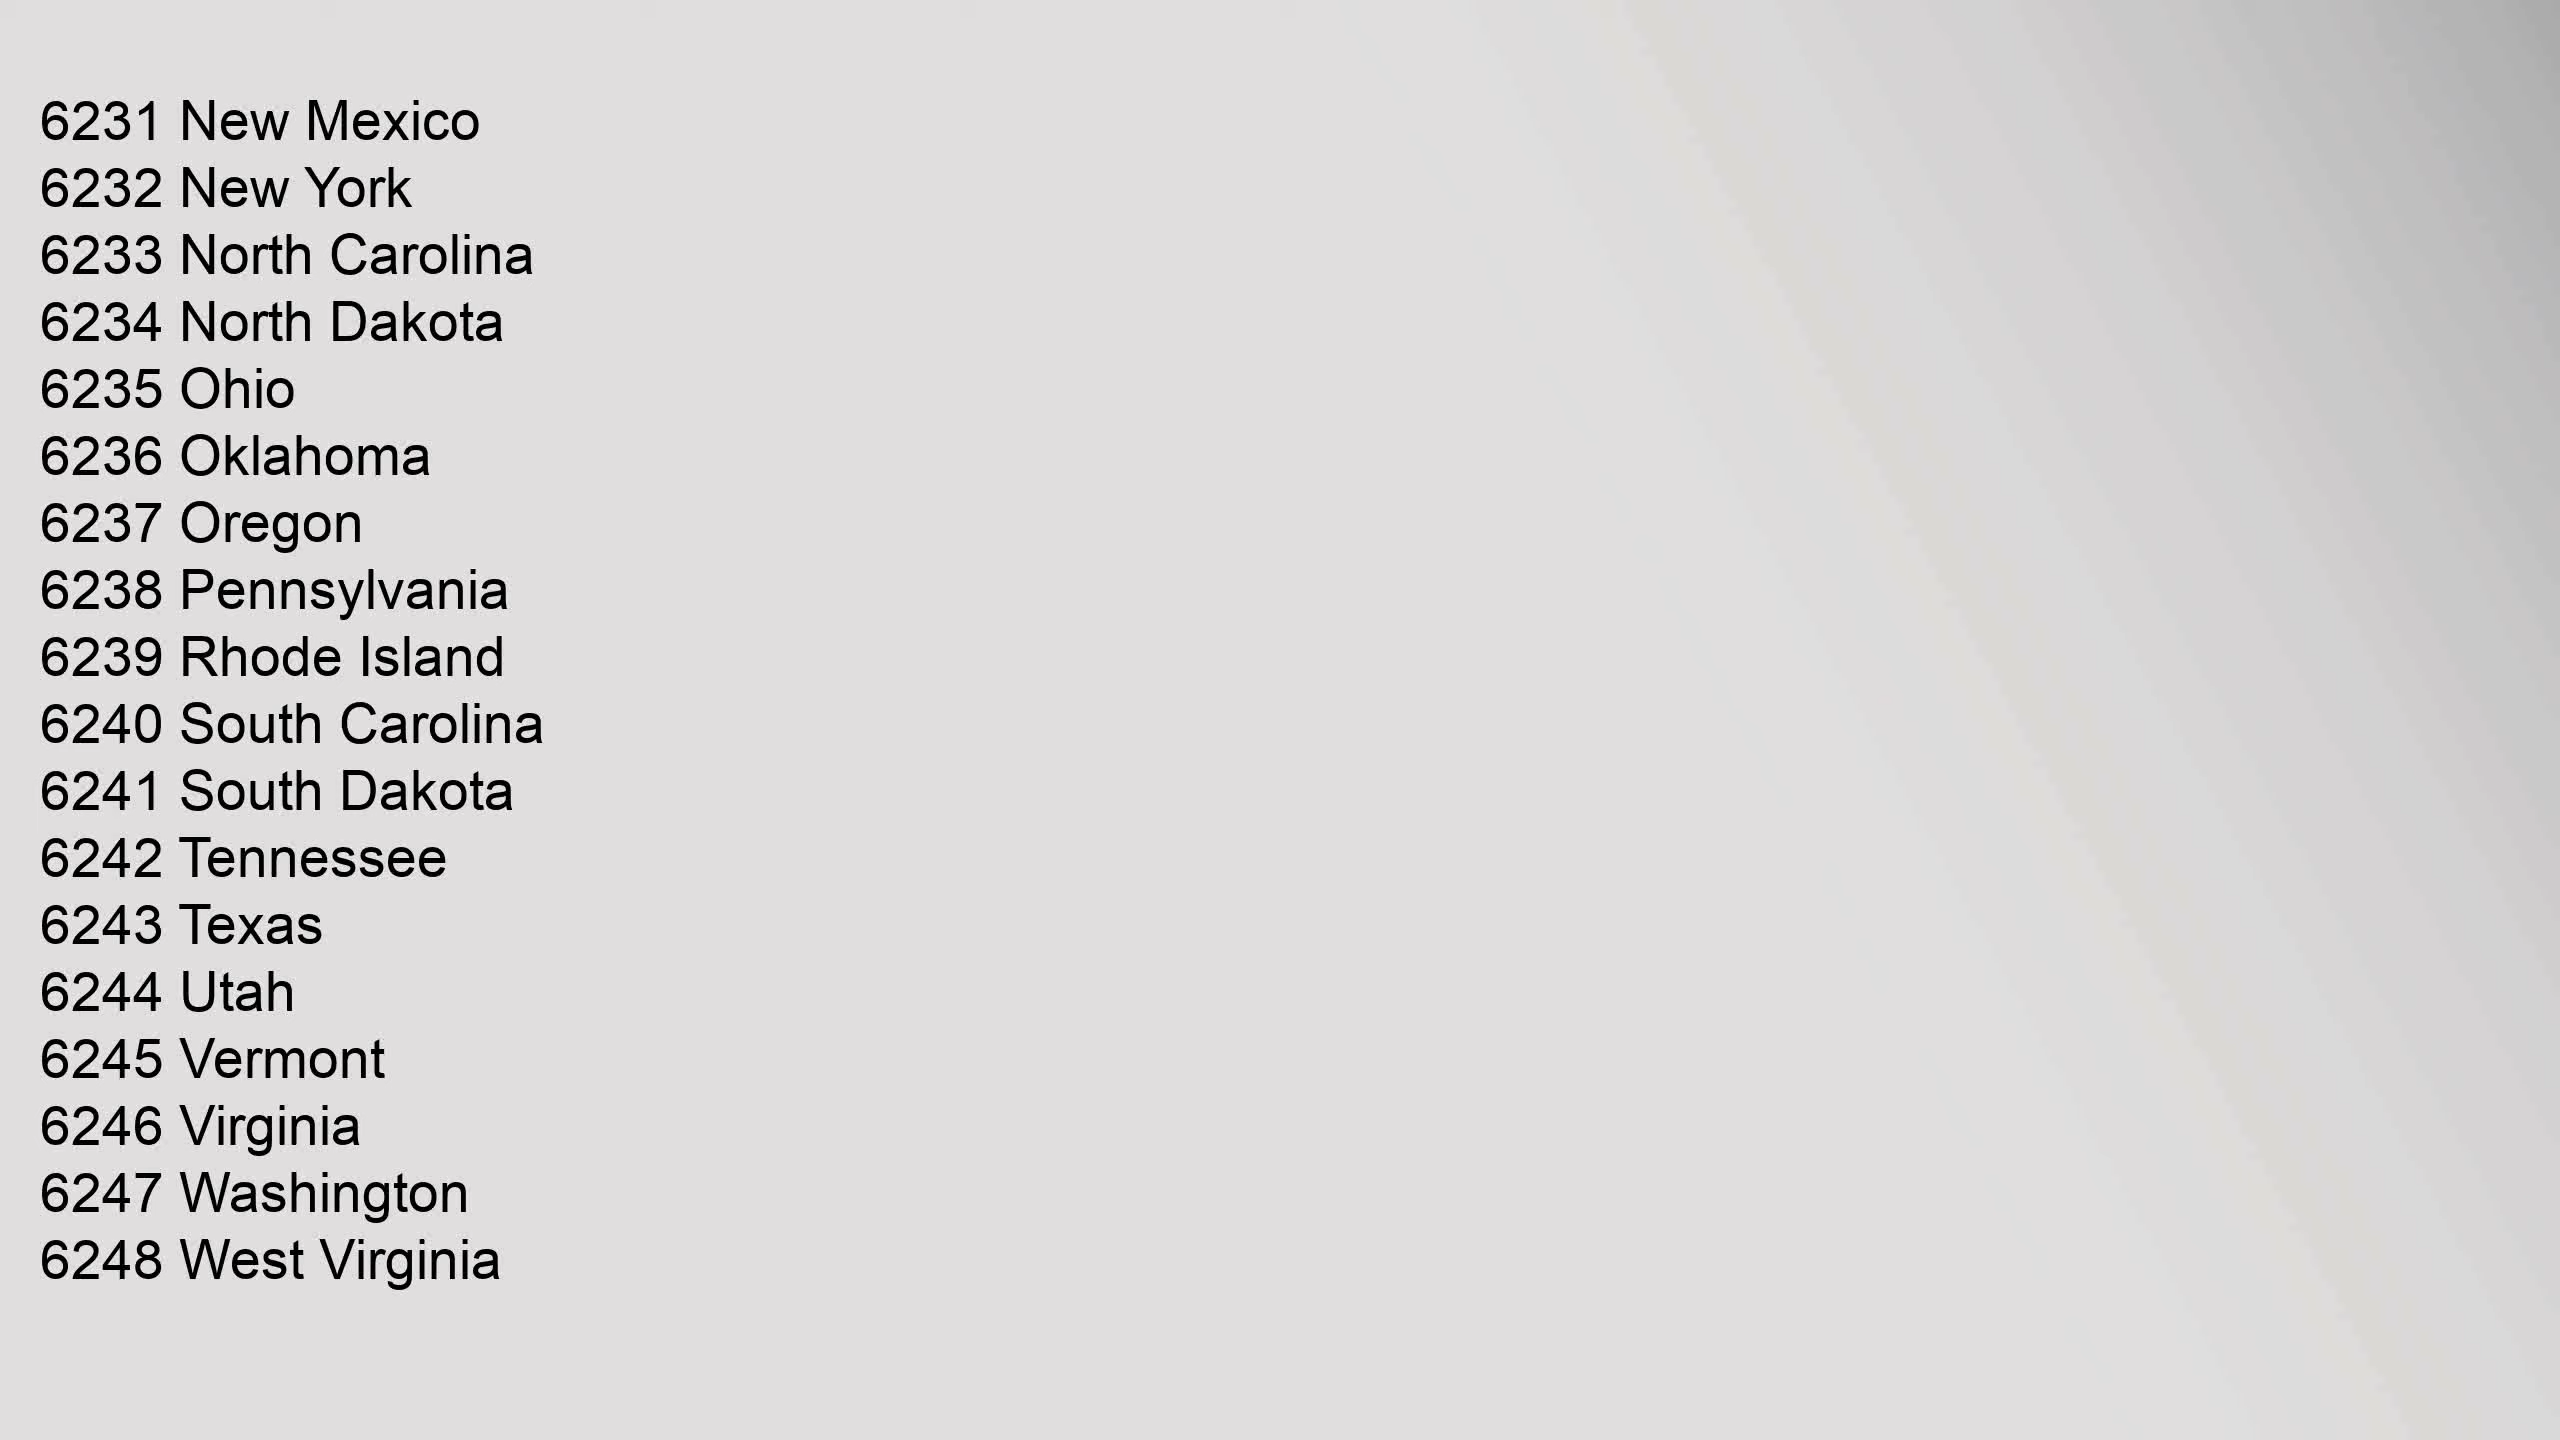 6231 New Mexico
6232 New York
6233 North Carolina
6234 North Dakota
6235 Ohio
6236 Oklahoma
6237 Oregon
6238 Pennsylvania
6239 Rhode Island
6240 South Carolina
6241 South Dakota
6242 Tennessee
6243 Texas
6244 Utah
6245 Vermont
6246 Virginia
6247 Washington
6248 West Virginia